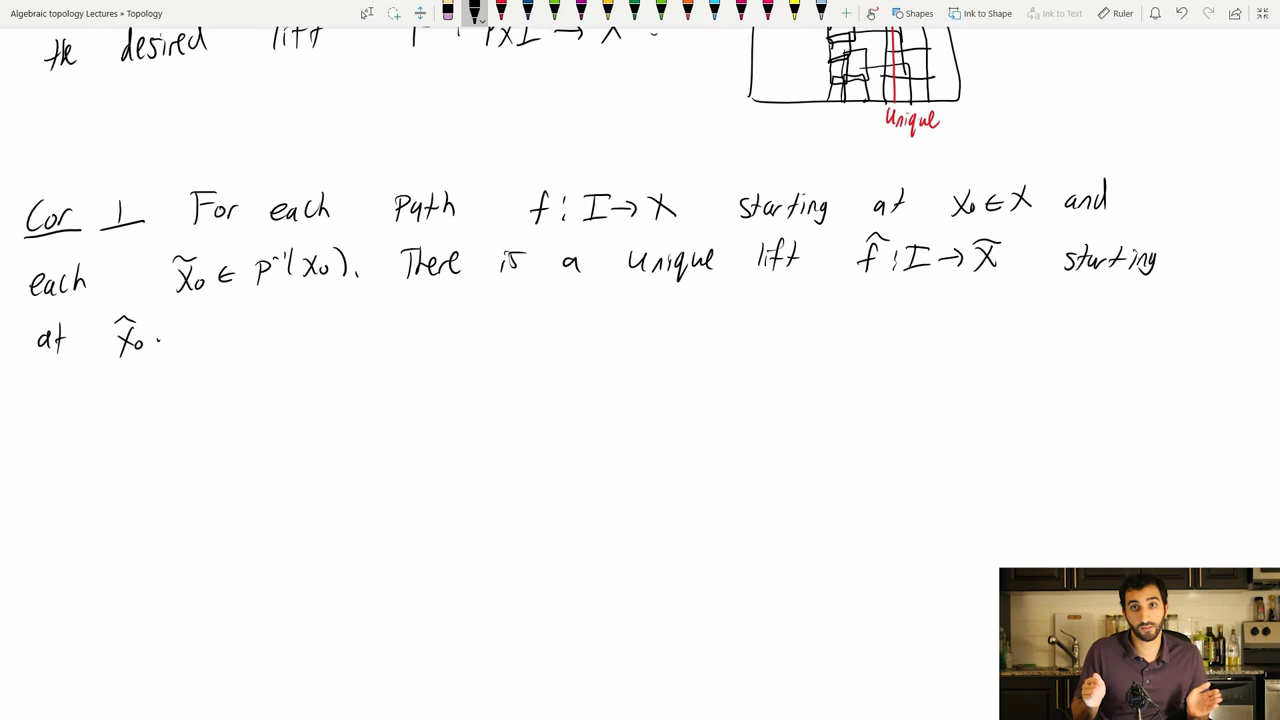 Algebraic topology Lectures » Topology
Shapes
Ink to Shape
Ink to Text
Ruler
the desired lift
Unique
Cor 1 For each path f: I → X starting at x₀ ∈ X and
each x̃₀ ∈ p⁻¹(x₀). There is a unique lift f̂: I → X̃ starting
at x̂₀.